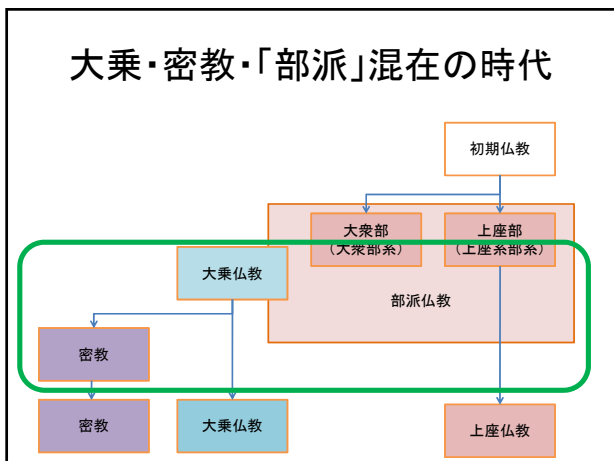 大乗・密教・「部派」混在の時代
初期仏教
大衆部
（大衆部系）
上座部
（上座系部系）
大乗仏教
部派仏教
密教
密教
大乗仏教
上座仏教